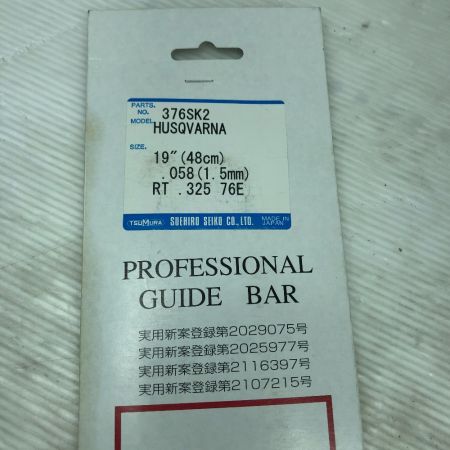 PARTS. NO. 376SK2
MODEL. HUSQVARNA
SIZE. 19"(48cm)
.058(1.5mm)
RT .325 76E
TSUMURA SUEHIRO SEIKO CO., LTD. MADE IN JAPAN
PROFESSIONAL
GUIDE BAR
実用新案登録第2029075号
実用新案登録第2025977号
実用新案登録第2116397号
実用新案登録第2107215号